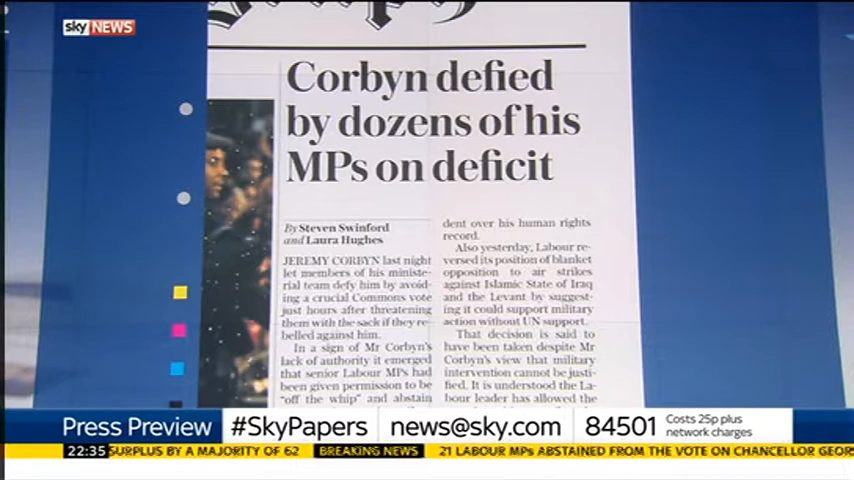 sky NEWS
Corbyn defied
by dozens of his
MPs on deficit
By Steven Swinford
and Laura Hughes
JEREMY CORBYN last night
let members of his ministe-
rial team defy him by avoid-
ing a crucial Commons vote
just hours after threatening
them with the sack if they re-
belled against him.
In a sign of Mr Corbyn's
lack of authority it emerged
that senior Labour MPs had
been given permission to be
"off the whip" and abstain
dent over his human rights
record.
Also yesterday, Labour re-
versed its position of blanket
opposition to air strikes
against Islamic State of Iraq
and the Levant by suggest-
ing it could support military
action without UN support.
That decision is said to
have been taken despite Mr
Corbyn's view that military
intervention cannot be justi-
fied. It is understood the La-
bour leader has allowed the
Press Preview
#SkyPapers
news@sky.com
84501
Costs 25p plus
network charges
22:35
SURPLUS BY A MAJORITY OF 62
BREAKING NEWS
21 LABOUR MPs ABSTAINED FROM THE VOTE ON CHANCELLOR GEOR